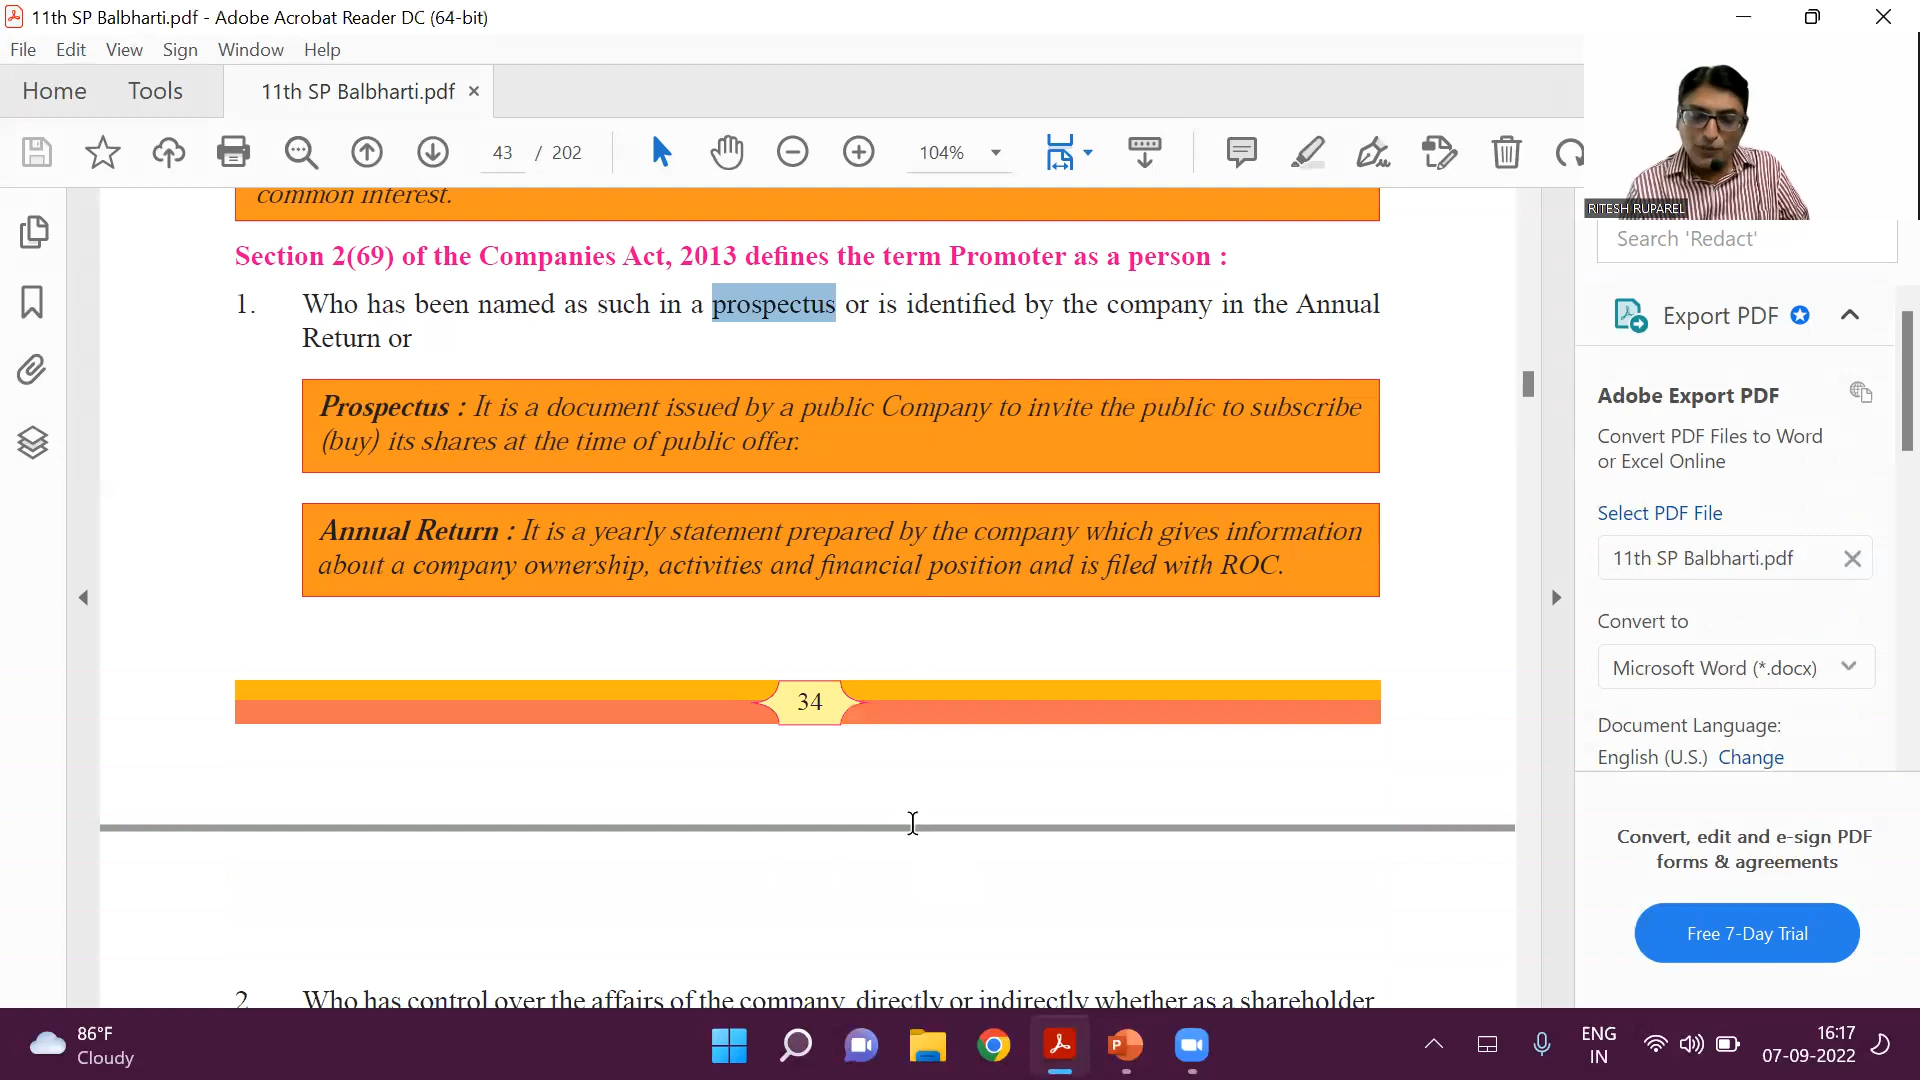 11th SP Balbharti.pdf - Adobe Acrobat Reader DC (64-bit)
File Edit View Sign Window Help
Home Tools 11th SP Balbharti.pdf ×
43 / 202 104%
RITESH RUPAREL
common interest.
Section 2(69) of the Companies Act, 2013 defines the term Promoter as a person :
1. Who has been named as such in a prospectus or is identified by the company in the Annual
Return or
Prospectus : It is a document issued by a public Company to invite the public to subscribe
(buy) its shares at the time of public offer.
Annual Return : It is a yearly statement prepared by the company which gives information
about a company ownership, activities and financial position and is filed with ROC.
34
2 Who has control over the affairs of the company, directly or indirectly whether as a shareholder
Search 'Redact'
Export PDF
Adobe Export PDF
Convert PDF Files to Word
or Excel Online
Select PDF File
11th SP Balbharti.pdf
Convert to
Microsoft Word (*.docx)
Document Language:
English (U.S.) Change
Convert, edit and e-sign PDF
forms & agreements
Free 7-Day Trial
86°F
Cloudy
ENG
IN
16:17
07-09-2022